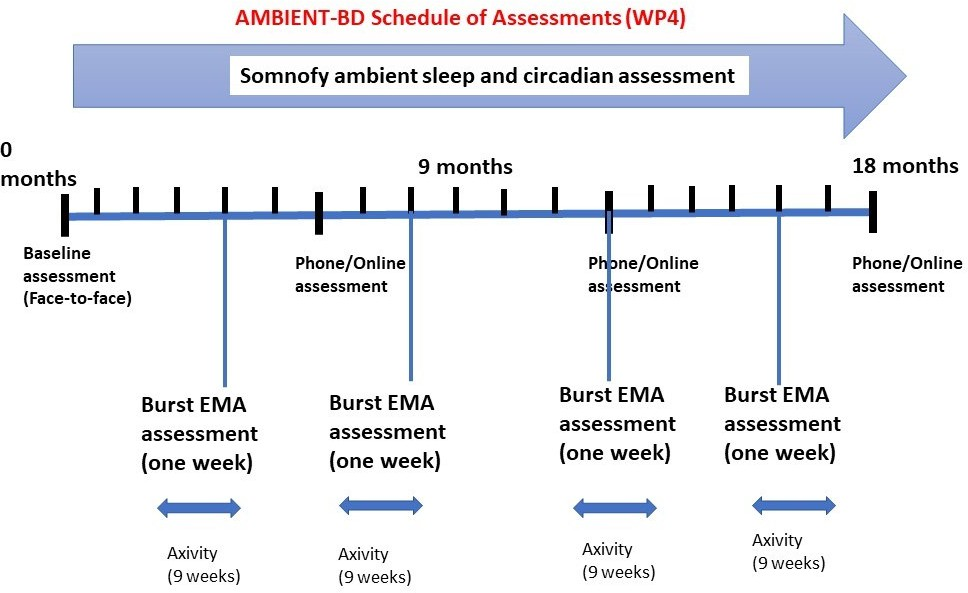 AMBIENT-BD Schedule of Assessments (WP4)
Somnofy ambient sleep and circadian assessment
0
months
9 months
18 months
Baseline
assessment
(Face-to-face)
Phone/Online
assessment
Phone/Online
assessment
Phone/Online
assessment
Burst EMA
assessment
(one week)
Burst EMA
assessment
(one week)
Burst EMA
assessment
(one week)
Burst EMA
assessment
(one week)
Axivity
(9 weeks)
Axivity
(9 weeks)
Axivity
(9 weeks)
Axivity
(9 weeks)